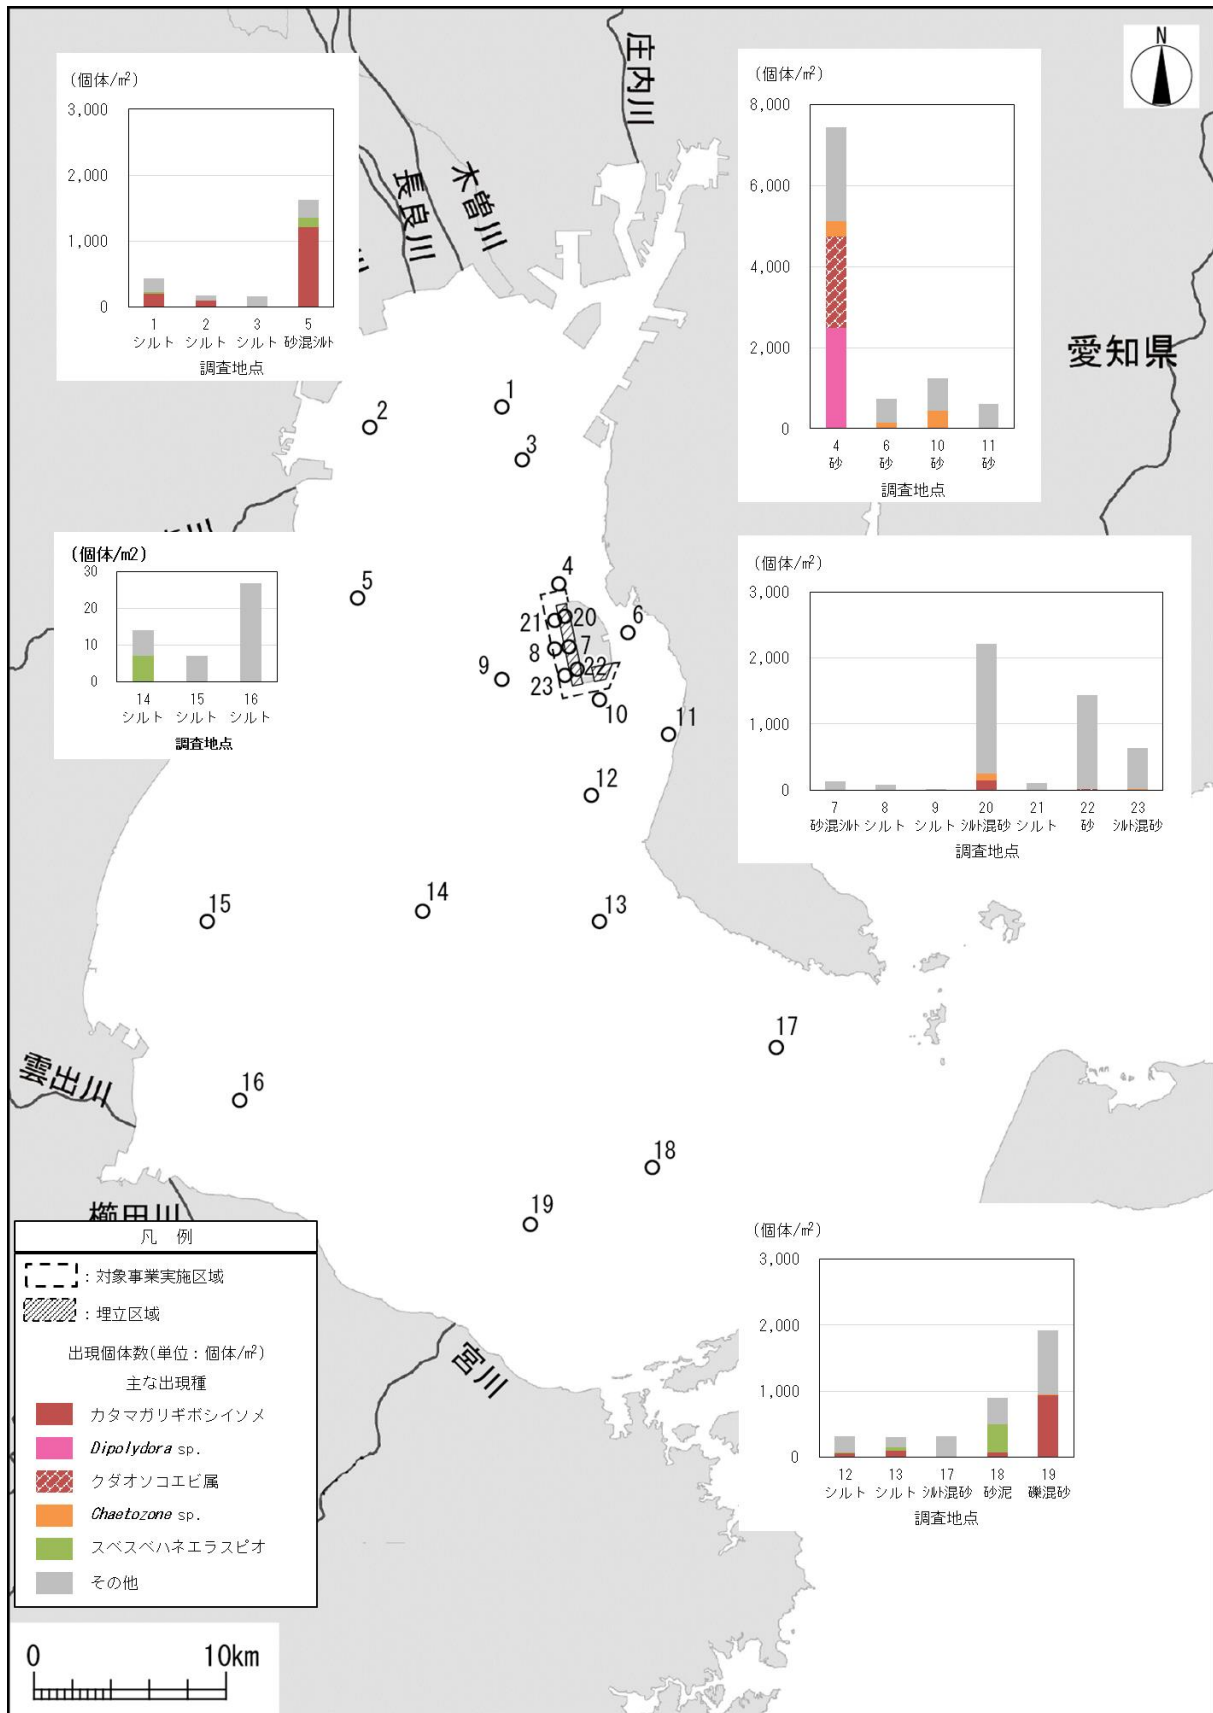 (個体/㎡)
3,000
2,000
1,000
0
1
シルト
2
シルト
3
シルト
5
砂混シルト
調査地点
長良川
木曽川
庄内川
(個体/㎡)
8,000
6,000
4,000
2,000
0
4
砂
6
砂
10
砂
11
砂
調査地点
N
愛知県
(個体/m2)
30
20
10
0
14
シルト
15
シルト
16
シルト
調査地点
(個体/㎡)
3,000
2,000
1,000
0
7
砂混シルト
8
シルト
9
シルト
20
シルト混砂
21
シルト
22
砂
23
シルト混砂
調査地点
1
2
3
4
5
20
21
6
7
8
9
22
23
10
11
12
14
13
15
17
16
18
19
雲出川
櫛田川
宮川
(個体/㎡)
3,000
2,000
1,000
0
12
シルト
13
シルト
17
シルト混砂
18
砂泥
19
礫混砂
調査地点
凡 例
:対象事業実施区域
:埋立区域
出現個体数(単位:個体/㎡)
主な出現種
カタマガリギボシイソメ
Dipolydora sp.
クダオソコエビ属
Chaetozone sp.
スベスベハネエラスピオ
その他
0 10km